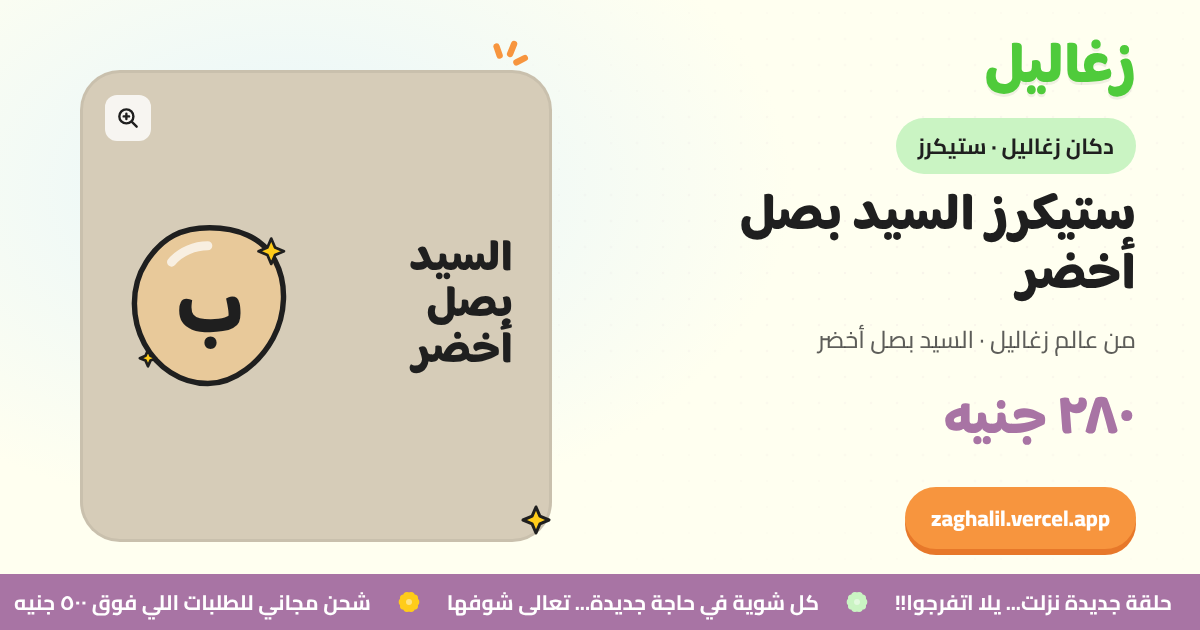 زغاليل
دكان زغاليل · ستيكرز
ستيكرز السيد بصل
أخضر
من عالم زغاليل · السيد بصل أخضر
٢٨٠ جنيه
zaghalil.vercel.app
السيد
بصل
أخضر
ب
حلقة جديدة نزلت... يلا اتفرجوا!! كل شوية في حاجة جديدة... تعالى شوفها شحن مجاني للطلبات اللي فوق ٥٠٠ جنيه